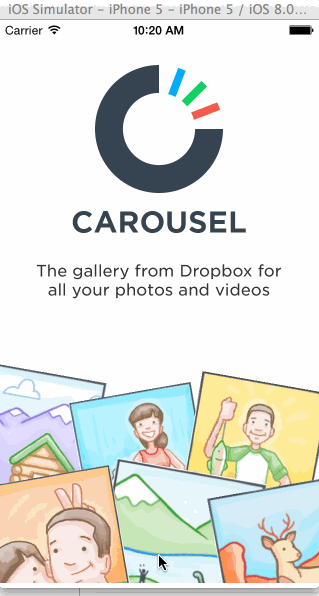 iOS Simulator – iPhone 5 – iPhone 5 / iOS 8.0...
Carrier 10:20 AM
CAROUSEL
The gallery from Dropbox for
all your photos and videos